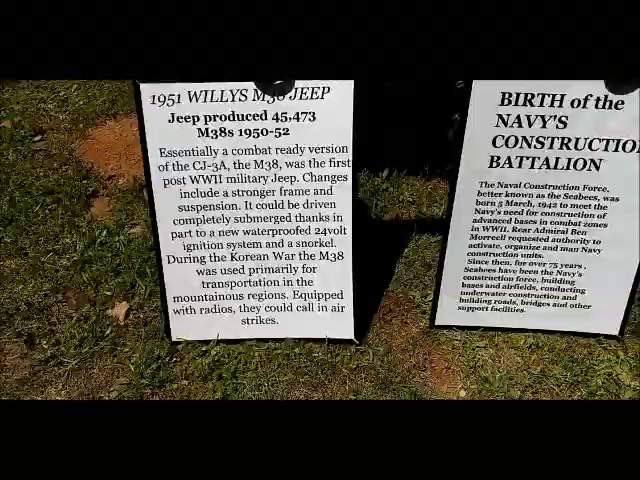 1951 WILLYS M38 JEEP
Jeep produced 45,473
M38s 1950-52
Essentially a combat ready version
of the CJ-3A, the M38, was the first
post WWII military Jeep. Changes
include a stronger frame and
suspension. It could be driven
completely submerged thanks in
part to a new waterproofed 24volt
ignition system and a snorkel.
During the Korean War the M38
was used primarily for
transportation in the
mountainous regions. Equipped
with radios, they could call in air
strikes.
BIRTH of the
NAVY'S
CONSTRUCTIO
BATTALION
The Naval Construction Force,
better known as the Seabees, was
born 5 March, 1942 to meet the
Navy's need for construction of
advanced bases in combat zones
in WWII. Rear Admiral Ben
Morreell requested authority to
activate, organize and man Navy
construction units.
Since then, for over 75 years,
Seabees have been the Navy's
construction force, building
bases and airfields, conducting
underwater construction and
building roads, bridges and other
support facilities.